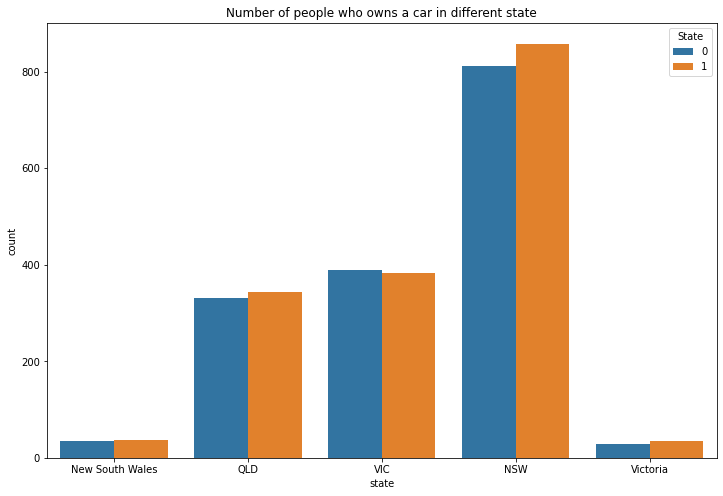 Number of people who owns a car in different state
State
0
1
800
600
400
200
0
count
New South Wales QLD VIC NSW Victoria
state